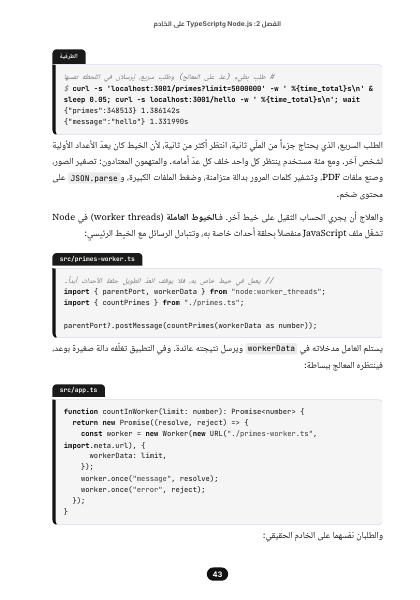 الفصل 2: Node.js وTypeScript على الخادم
الطرفية
# طلب بطيء (عد على المعالج) وطلب سريع، يُرسلان في اللحظة نفسها
$ curl -s 'localhost:3001/primes?limit=5000000' -w ' %{time_total}s\n' &
sleep 0.05; curl -s localhost:3001/hello -w ' %{time_total}s\n'; wait
{"primes":348513} 1.386142s
{"message":"hello"} 1.331990s
الطلب السريع، الذي يحتاج جزءاً من الملّي ثانية، انتظر أكثر من ثانية، لأن الخيط كان يعدّ الأعداد الأولية
لشخص آخر. ومع مئة مستخدم ينتظر كل واحد خلف كل عدّ أمامه. والمتهمون المعتادون: تصغير الصور،
وصنع ملفات PDF، وتشفير كلمات المرور بدالة متزامنة، وضغط الملفات الكبيرة، و JSON.parse على
محتوى ضخم.
والعلاج أن يجري الحساب الثقيل على خيط آخر. فالخيوط العاملة (worker threads) في Node
تشغّل ملف JavaScript منفصلاً بحلقة أحداث خاصة به، وتتبادل الرسائل مع الخيط الرئيسي:
src/primes-worker.ts
// يعمل في خيط خاص به، فلا يوقف العدّ الطويل حلقة الأحداث أبداً.
import { parentPort, workerData } from "node:worker_threads";
import { countPrimes } from "./primes.ts";
parentPort?.postMessage(countPrimes(workerData as number));
يستلم العامل مدخلاته في workerData ويرسل نتيجته عائدة. وفي التطبيق تغلّفه دالة صغيرة بوعد،
فينتظره المعالج ببساطة:
src/app.ts
function countInWorker(limit: number): Promise<number> {
return new Promise((resolve, reject) => {
const worker = new Worker(new URL("./primes-worker.ts",
import.meta.url), {
workerData: limit,
});
worker.once("message", resolve);
worker.once("error", reject);
});
}
والطلبان نفسهما على الخادم الحقيقي:
43